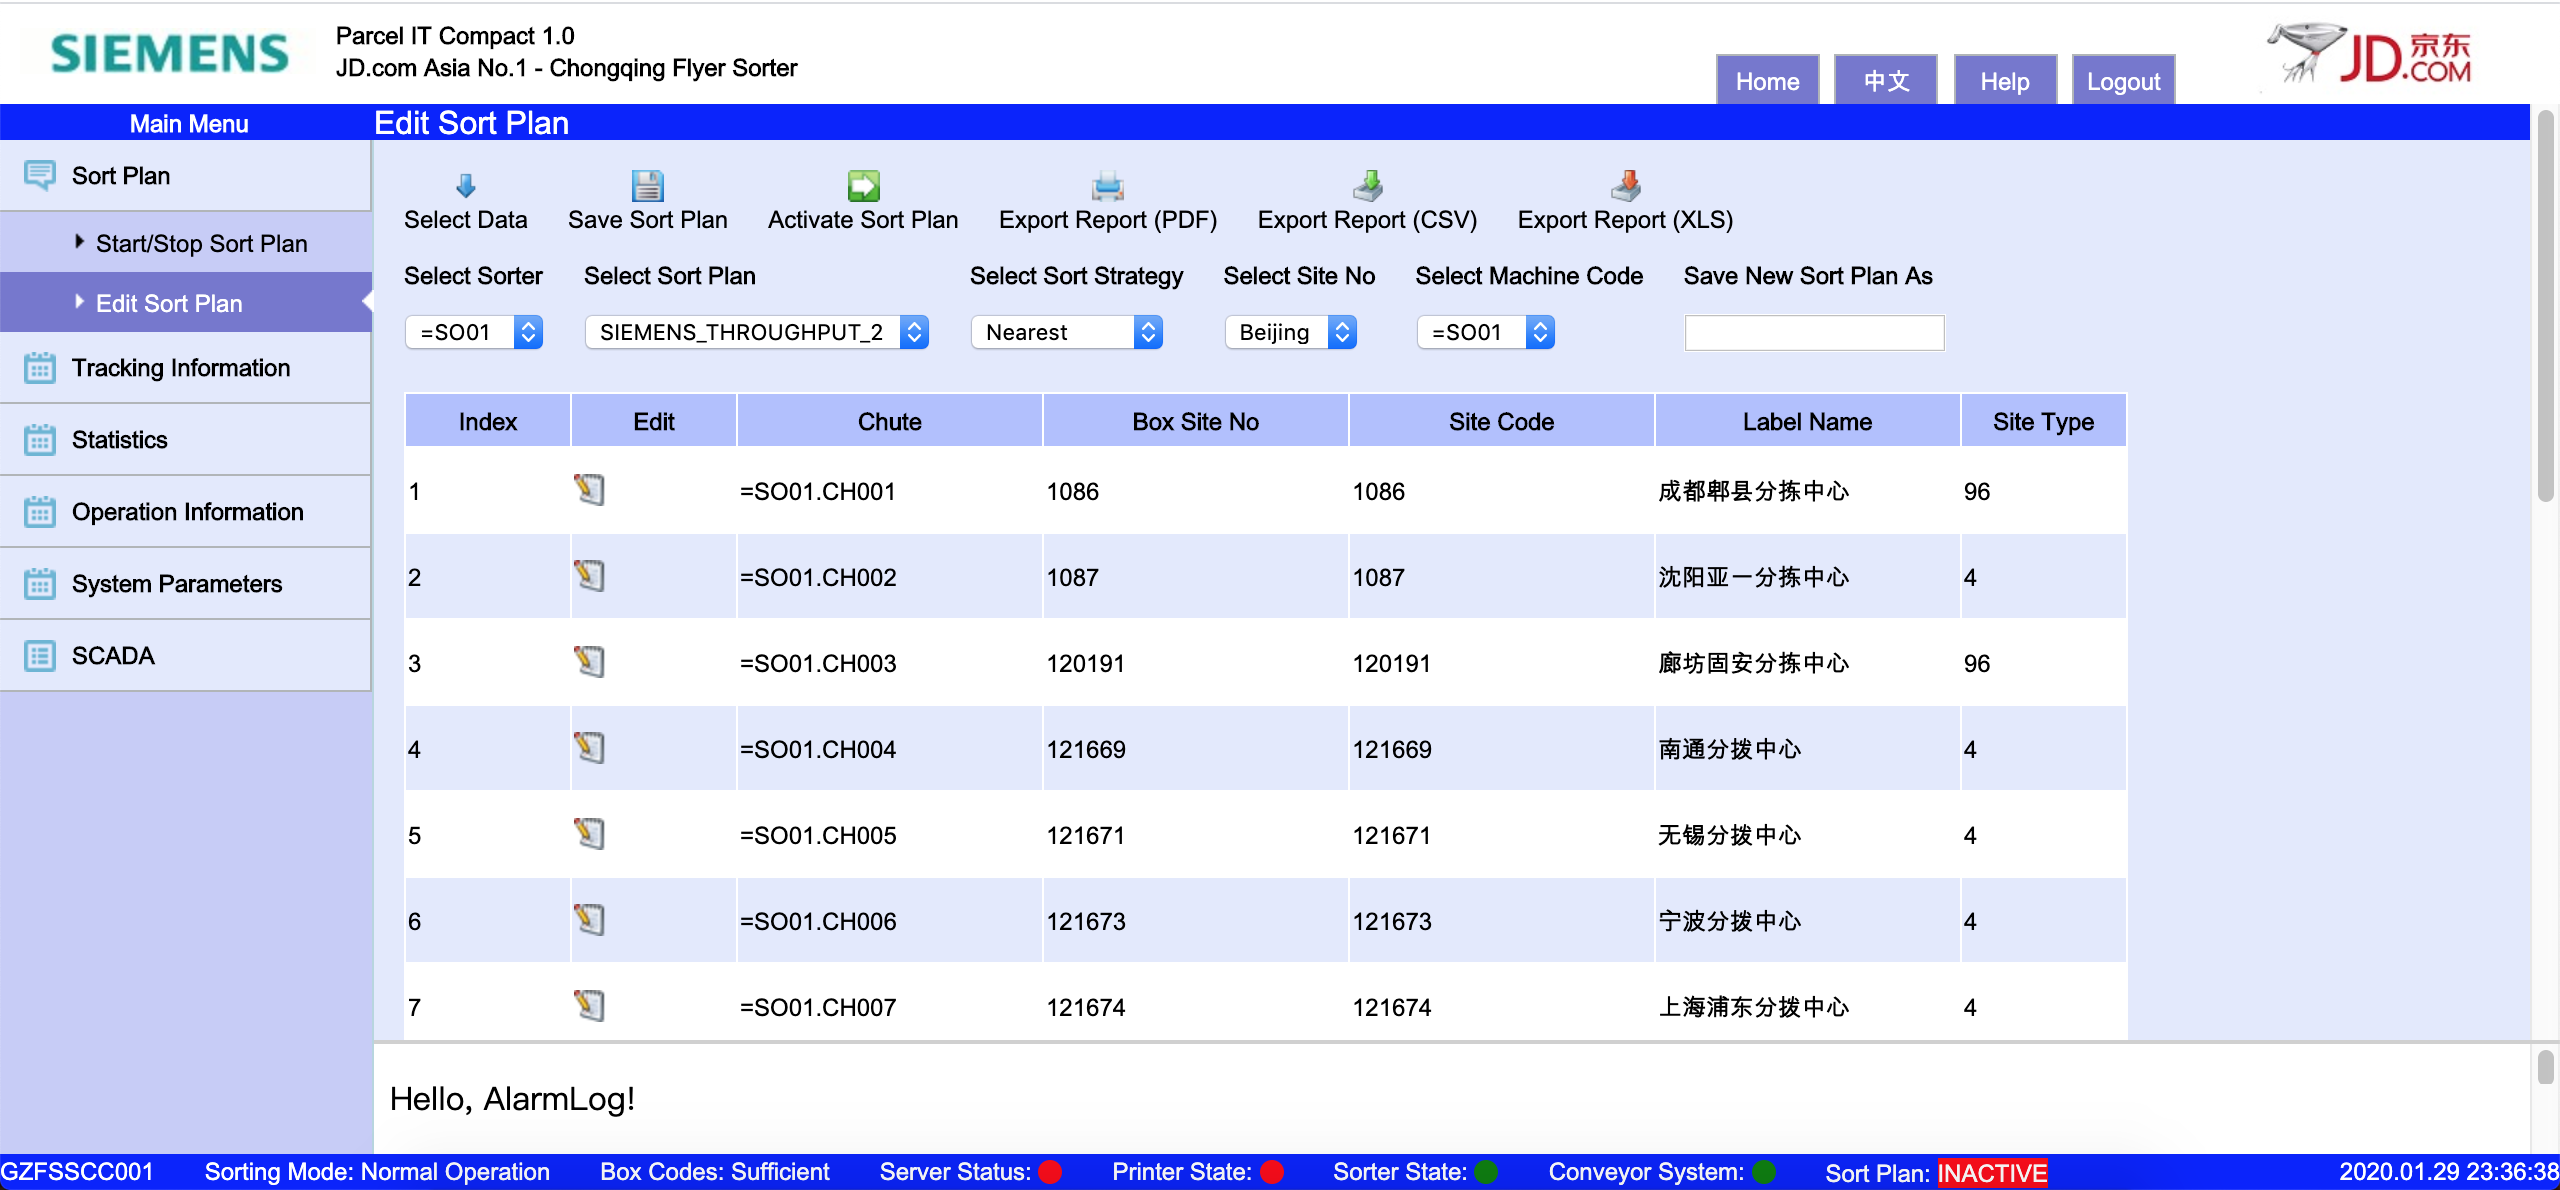 SIEMENS
Parcel IT Compact 1.0
JD.com Asia No.1 - Chongqing Flyer Sorter
Home 中文 Help Logout
JD京东.COM
Main Menu
Edit Sort Plan
Sort Plan
Start/Stop Sort Plan
Edit Sort Plan
Tracking Information
Statistics
Operation Information
System Parameters
SCADA
Select Data Save Sort Plan Activate Sort Plan Export Report (PDF) Export Report (CSV) Export Report (XLS)
Select Sorter Select Sort Plan Select Sort Strategy Select Site No Select Machine Code Save New Sort Plan As
=SO01 SIEMENS_THROUGHPUT_2 Nearest Beijing =SO01
Index Edit Chute Box Site No Site Code Label Name Site Type
1 =SO01.CH001 1086 1086 成都郫县分拣中心 96
2 =SO01.CH002 1087 1087 沈阳亚一分拣中心 4
3 =SO01.CH003 120191 120191 廊坊固安分拣中心 96
4 =SO01.CH004 121669 121669 南通分拨中心 4
5 =SO01.CH005 121671 121671 无锡分拨中心 4
6 =SO01.CH006 121673 121673 宁波分拨中心 4
7 =SO01.CH007 121674 121674 上海浦东分拨中心 4
Hello, AlarmLog!
GZFSSCC001 Sorting Mode: Normal Operation Box Codes: Sufficient Server Status: Printer State: Sorter State: Conveyor System: Sort Plan: INACTIVE 2020.01.29 23:36:38